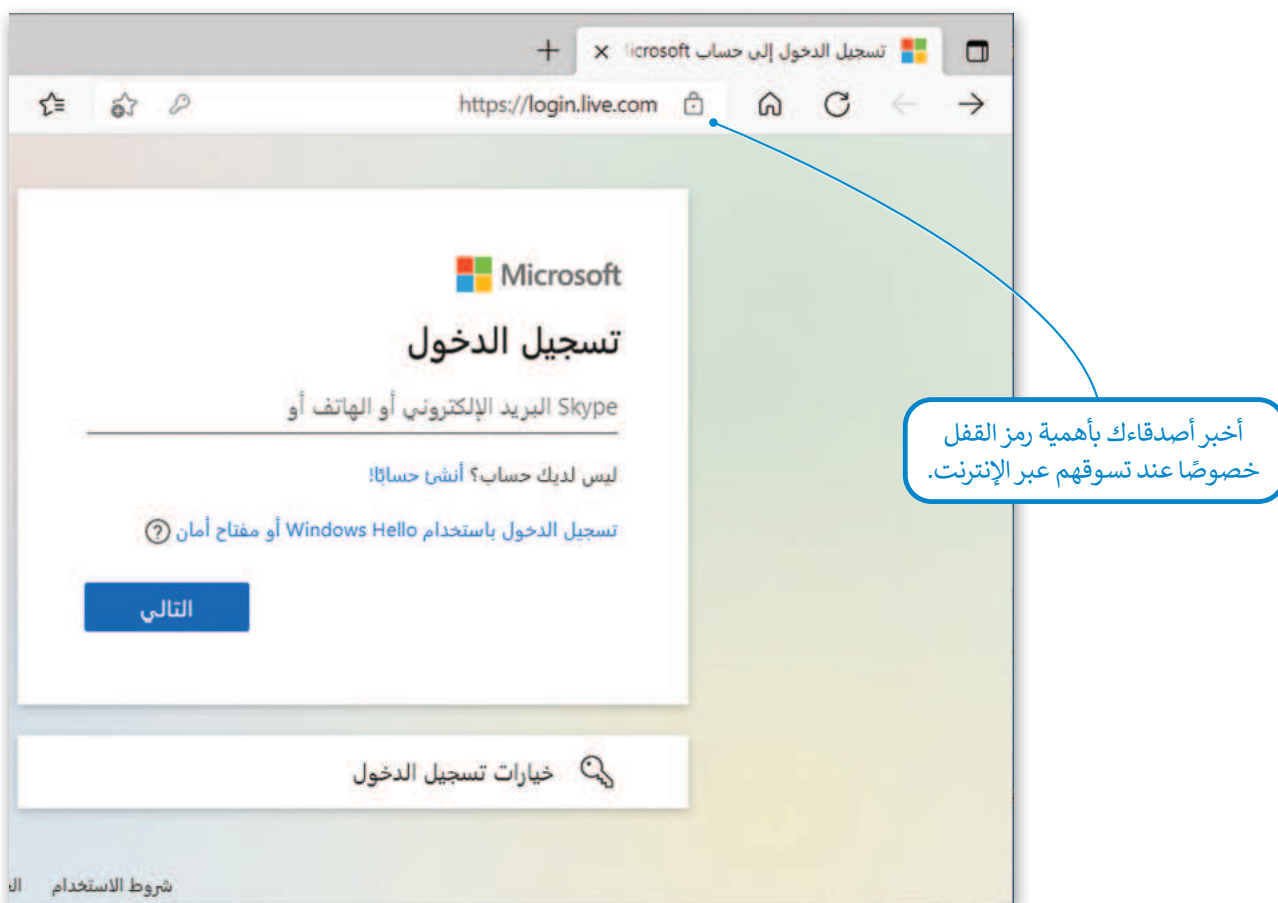 تسجيل الدخول إلى حساب icrosoft
https://login.live.com
Microsoft
تسجيل الدخول
Skype البريد الإلكتروني أو الهاتف أو
ليس لديك حساب؟ أنشئ حسابًا!
تسجيل الدخول باستخدام Windows Hello أو مفتاح أمان
التالي
خيارات تسجيل الدخول
شروط الاستخدام
أخبر أصدقاءك بأهمية رمز القفل
خصوصًا عند تسوقهم عبر الإنترنت.